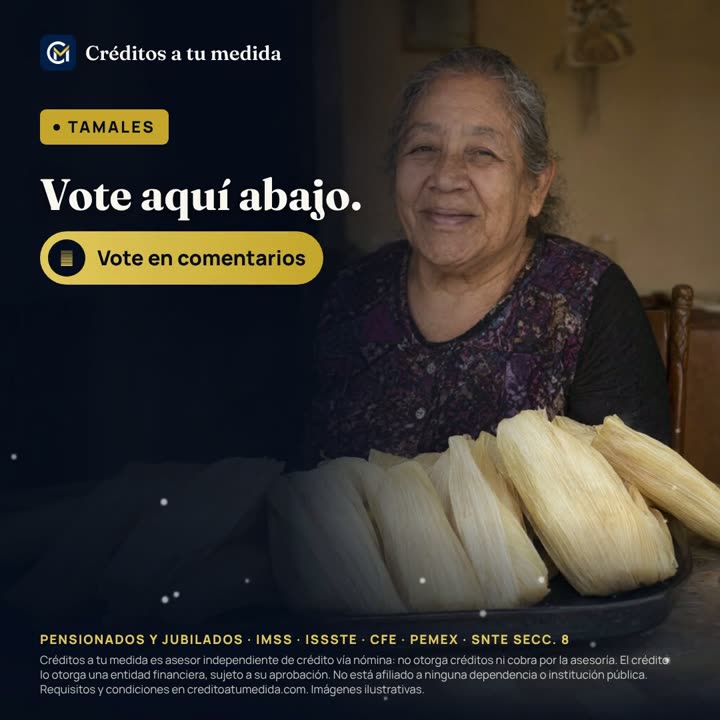 Créditos a tu medida
• TAMALES
Vote aquí abajo.
Vote en comentarios
PENSIONADOS Y JUBILADOS · IMSS · ISSSTE · CFE · PEMEX · SNTE SECC. 8
Créditos a tu medida es asesor independiente de crédito vía nómina: no otorga créditos ni cobra por la asesoría. El crédito
lo otorga una entidad financiera, sujeto a su aprobación. No está afiliado a ninguna dependencia o institución pública.
Requisitos y condiciones en creditoatumedida.com. Imágenes ilustrativas.